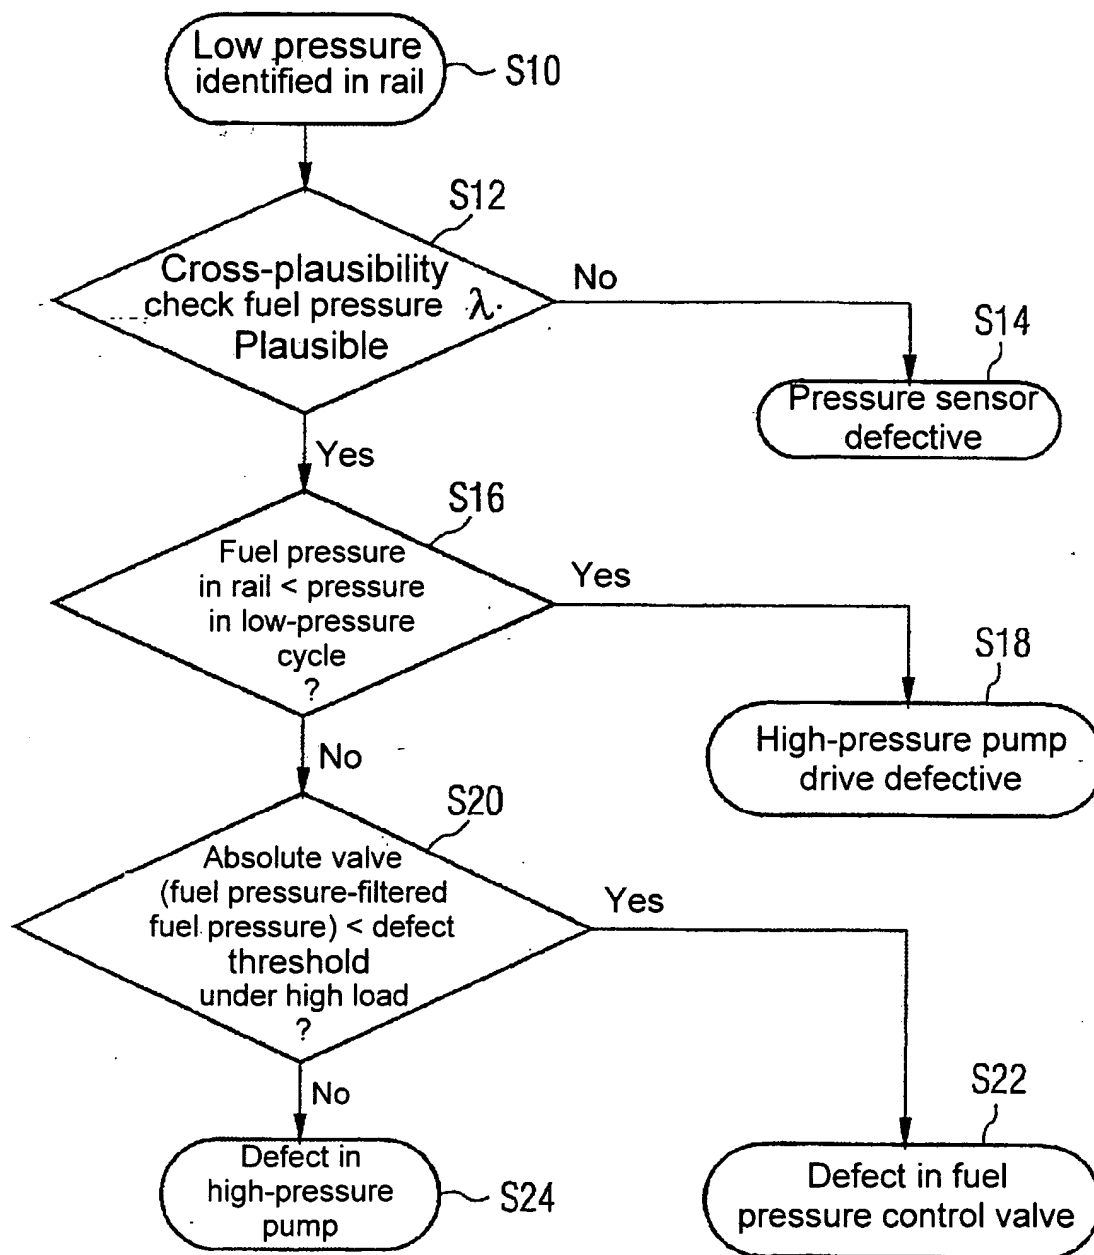 Low pressure
identified in rail
S10
S12
Cross-plausibility
check fuel pressure λ.
Plausible
No
S14
Pressure sensor
defective
Yes
S16
Fuel pressure
in rail < pressure
in low-pressure
cycle
?
Yes
S18
High-pressure pump
drive defective
No
S20
Absolute valve
(fuel pressure-filtered
fuel pressure) < defect
threshold
under high load
?
Yes
S22
Defect in fuel
pressure control valve
No
Defect in
high-pressure
pump
S24